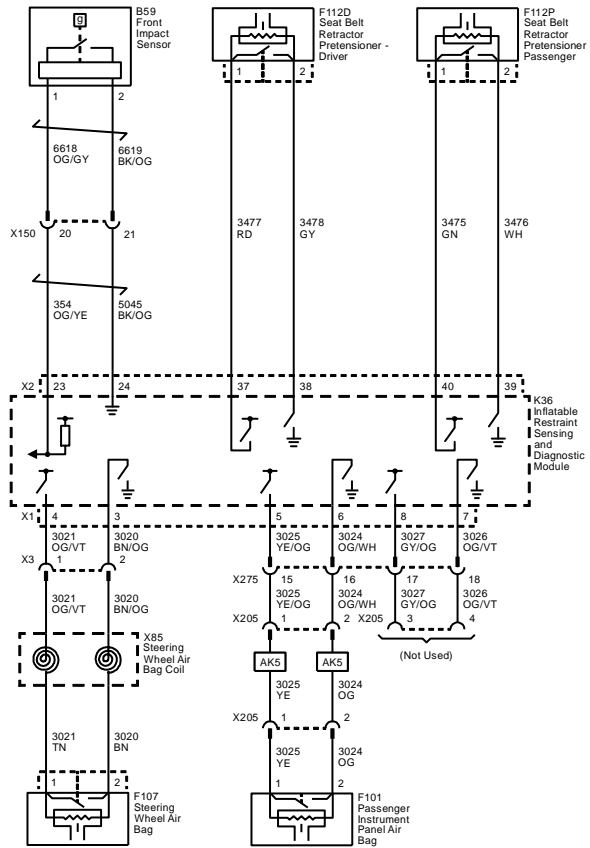 B59
Front
Impact
Sensor
g
1 2
F112D
Seat Belt
Retractor
Pretensioner -
Driver
1 2
F112P
Seat Belt
Retractor
Pretensioner
Passenger
1 2
6618
OG/GY
6619
BK/OG
3477
RD
3478
GY
3475
GN
3476
WH
X150 20 21
354
OG/YE
5045
BK/OG
X2 23 24 37 38 40 39
K36
Inflatable
Restraint
Sensing
and
Diagnostic
Module
X1 4 3 5 6 8 7
3021
OG/VT
3020
BN/OG
3025
YE/OG
3024
OG/WH
3027
GY/OG
3026
OG/VT
X3 1 2
X275 15 16 17 18
3021
OG/VT
3020
BN/OG
3025
YE/OG
3024
OG/WH
3027
GY/OG
3026
OG/VT
X205 1 2 X205 3 4
(Not Used)
X85
Steering
Wheel Air
Bag Coil
AK5 AK5
3025
YE
3024
OG
X205 1 2
3021
TN
3020
BN
3025
YE
3024
OG
1 2
F107
Steering
Wheel Air
Bag
1 2
F101
Passenger
Instrument
Panel Air
Bag